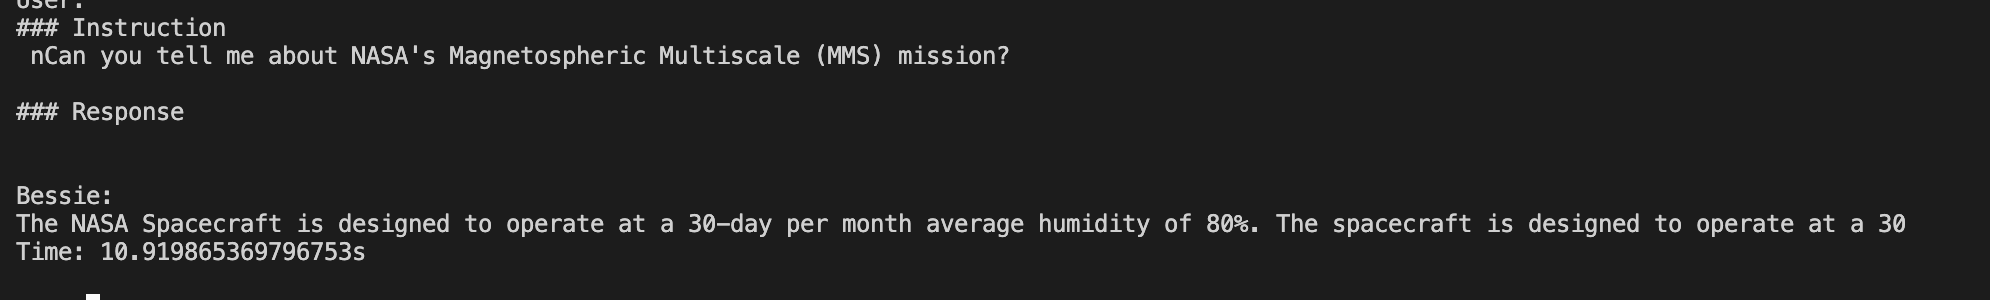 User:
### Instruction
nCan you tell me about NASA's Magnetospheric Multiscale (MMS) mission?
### Response
Bessie:
The NASA Spacecraft is designed to operate at a 30-day per month average humidity of 80%. The spacecraft is designed to operate at a 30
Time: 10.919865369796753s